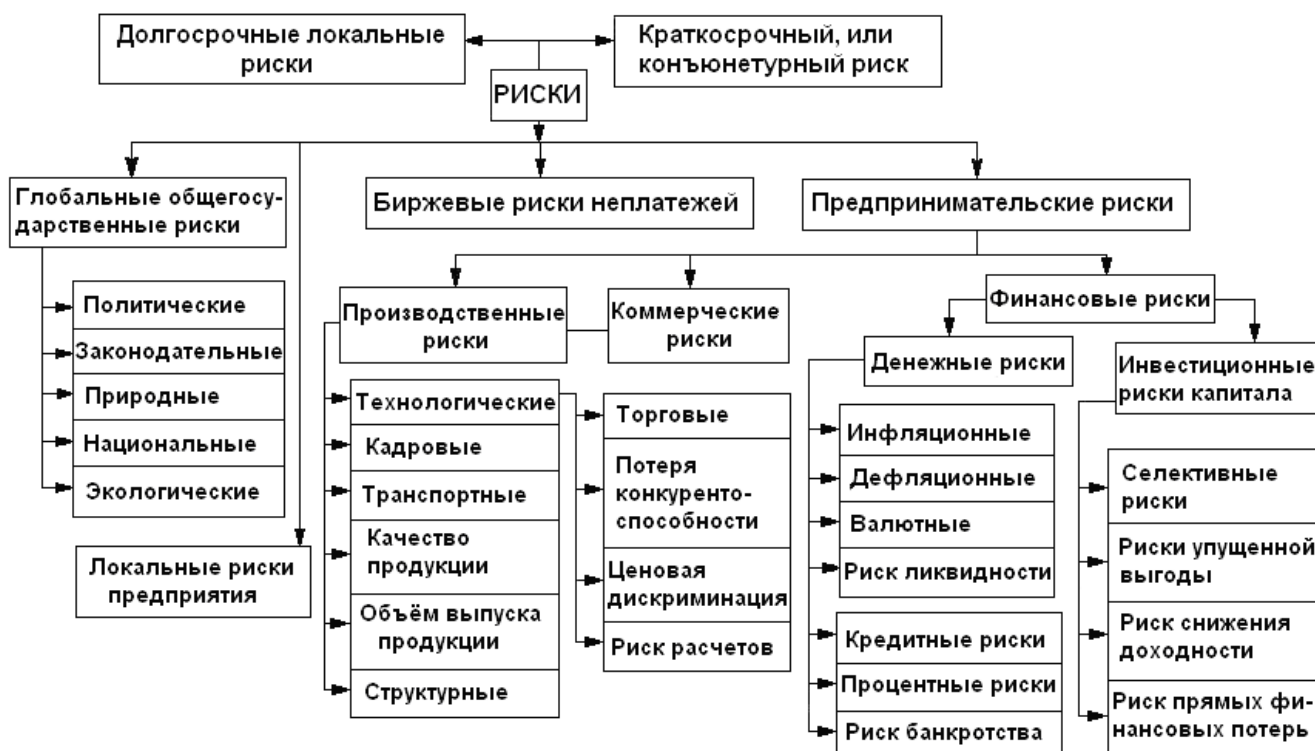 Долгосрочные локальные
риски
Краткосрочный, или
конъюнетурный риск
РИСКИ
Глобальные общегосу-
дарственные риски
Биржевые риски неплатежей
Предпринимательские риски
Политические
Законодательные
Природные
Национальные
Экологические
Локальные риски
предприятия
Производственные
риски
Коммерческие
риски
Финансовые риски
Денежные риски
Инвестиционные
риски капитала
Технологические
Кадровые
Транспортные
Качество
продукции
Объём выпуска
продукции
Структурные
Торговые
Потеря
конкуренто-
способности
Ценовая
дискриминация
Риск расчетов
Инфляционные
Дефляционные
Валютные
Риск ликвидности
Кредитные риски
Процентные риски
Риск банкротства
Селективные
риски
Риски упущенной
выгоды
Риск снижения
доходности
Риск прямых фи-
нансовых потерь